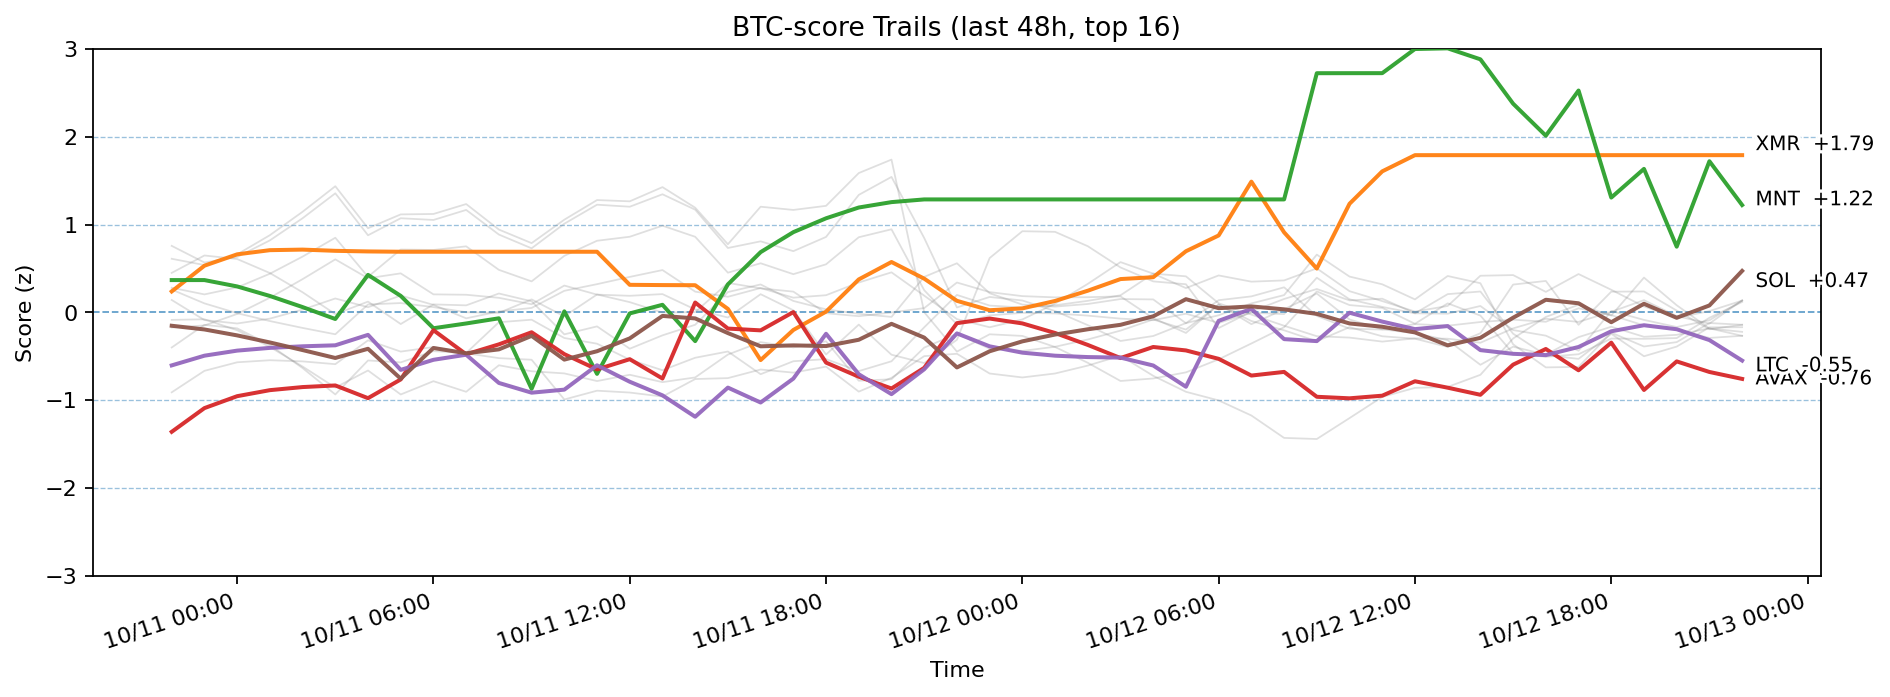 BTC-score Trails (last 48h, top 16)
Score (z)
3
2
1
0
−1
−2
−3
XMR +1.79
MNT +1.22
SOL +0.47
LTC -0.55
AVAX -0.76
10/11 00:00
10/11 06:00
10/11 12:00
10/11 18:00
10/12 00:00
10/12 06:00
10/12 12:00
10/12 18:00
10/13 00:00
Time